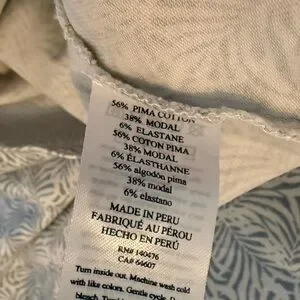 56% PIMA COTTON
38% MODAL
6% ELASTANE
56% COTON PIMA
38% MODAL
6% ÉLASTHANNE
56% algodón pima
38% modal
6% elastano
MADE IN PERU
FABRIQUÉ AU PÉROU
HECHO EN PERÚ
RN# 140476
CA# 64607
Turn inside out. Machine wash cold
with like colors. Gentle cycle.
bleach.